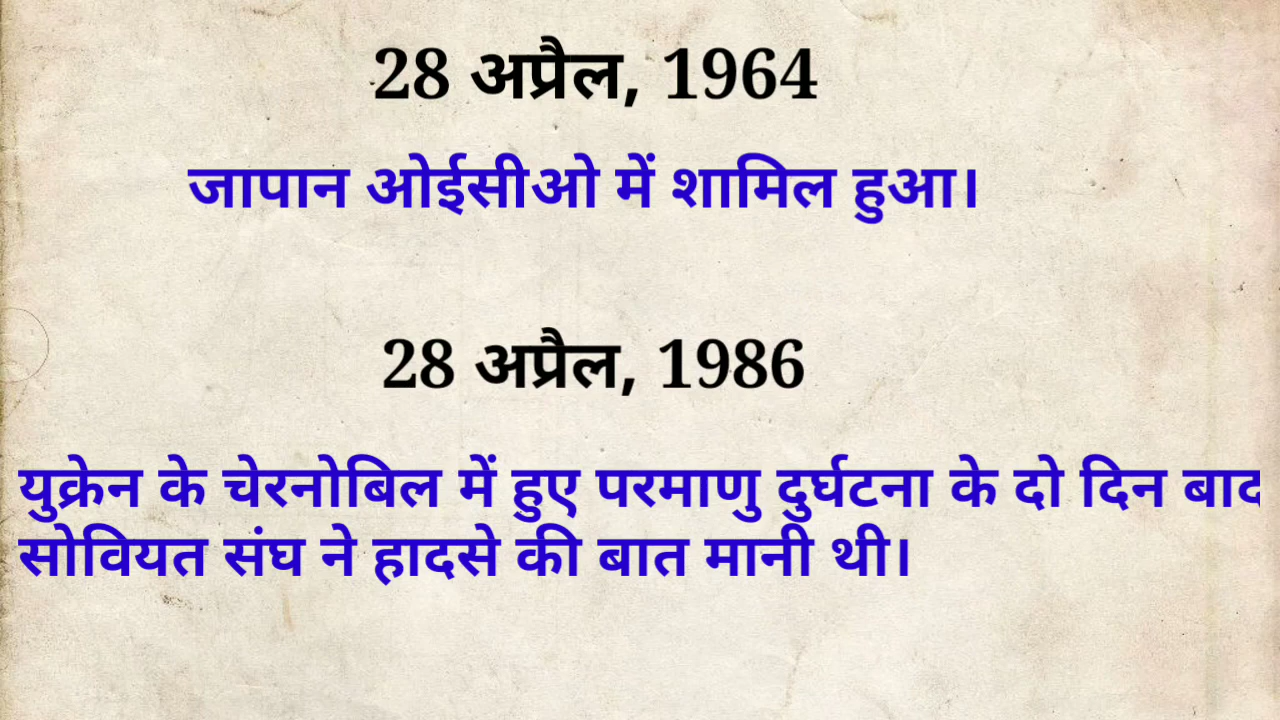 28 अप्रैल, 1964
जापान ओईसीओ में शामिल हुआ।
28 अप्रैल, 1986
युक्रेन के चेरनोबिल में हुए परमाणु दुर्घटना के दो दिन बाद
सोवियत संघ ने हादसे की बात मानी थी।